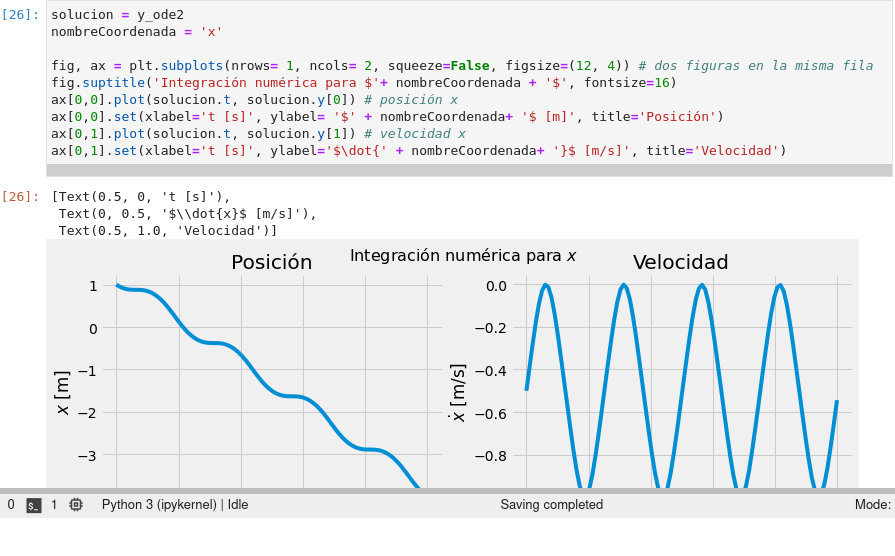 [26]: solucion = y_ode2
nombreCoordenada = 'x'
fig, ax = plt.subplots(nrows= 1, ncols= 2, squeeze=False, figsize=(12, 4)) # dos figuras en la misma fila
fig.suptitle('Integración numérica para $'+ nombreCoordenada + '$', fontsize=16)
ax[0,0].plot(solucion.t, solucion.y[0]) # posición x
ax[0,0].set(xlabel='t [s]', ylabel= '$' + nombreCoordenada+ '$ [m]', title='Posición')
ax[0,1].plot(solucion.t, solucion.y[1]) # velocidad x
ax[0,1].set(xlabel='t [s]', ylabel='$\dot{' + nombreCoordenada+ '}$ [m/s]', title='Velocidad')
[26]: [Text(0.5, 0, 't [s]'),
Text(0, 0.5, '$\\dot{x}$ [m/s]'),
Text(0.5, 1.0, 'Velocidad')]
Integración numérica para x
Posición
1
0
−1
−2
−3
x [m]
Velocidad
0.0
−0.2
−0.4
−0.6
−0.8
ẋ [m/s]
0 $_ 1 Python 3 (ipykernel) | Idle Saving completed Mode: